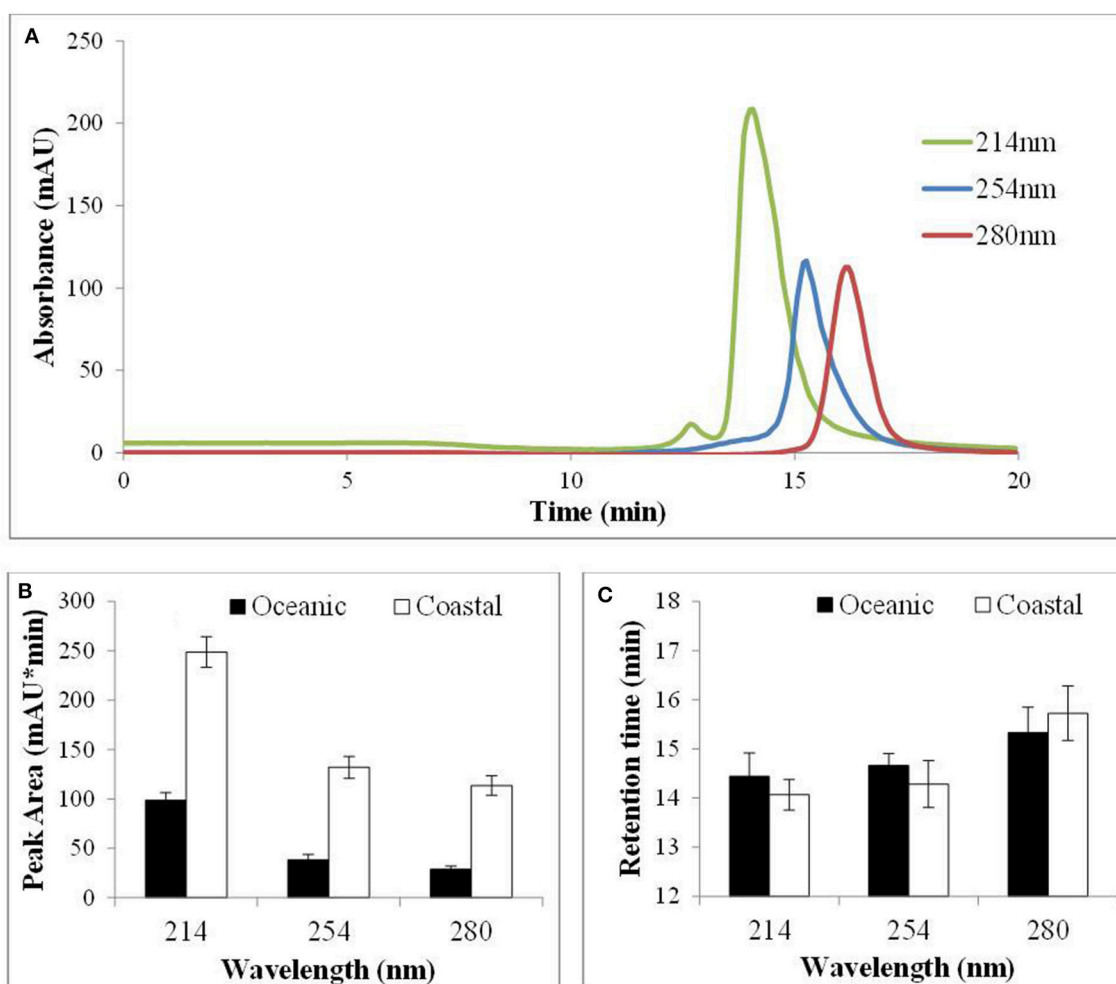 A
250
200
150
100
50
0
Absorbance (mAU)
214nm
254nm
280nm
0 5 10 15 20
Time (min)
B
Oceanic Coastal
300
250
200
150
100
50
0
Peak Area (mAU*min)
214 254 280
Wavelength (nm)
C
Oceanic Coastal
18
17
16
15
14
13
12
Retention time (min)
214 254 280
Wavelength (nm)